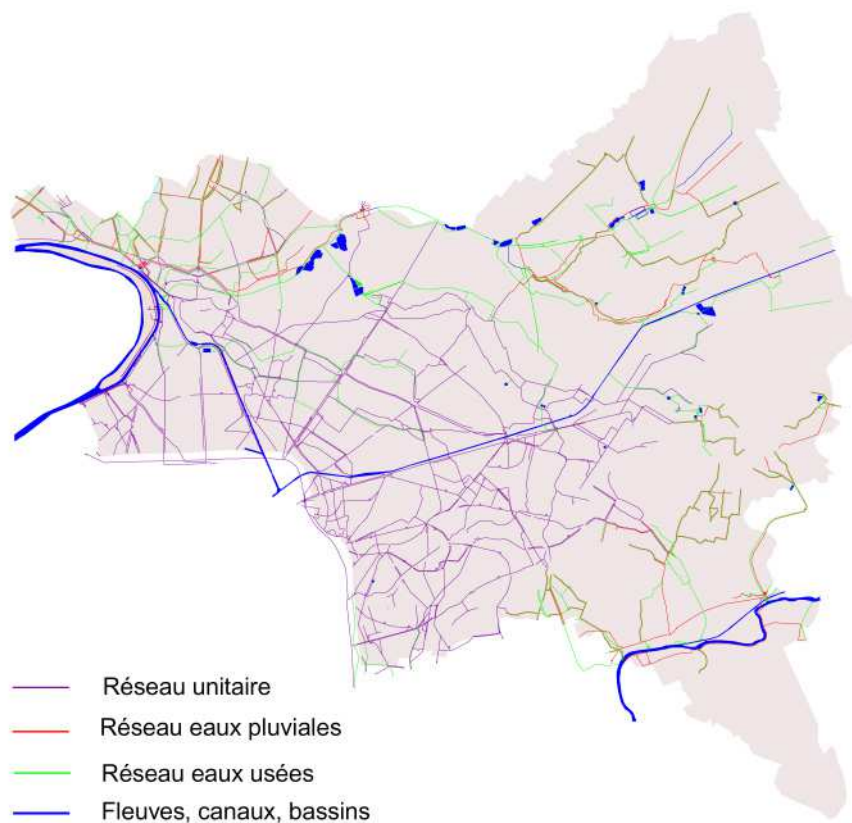 Réseau unitaire
Réseau eaux pluviales
Réseau eaux usées
Fleuves, canaux, bassins